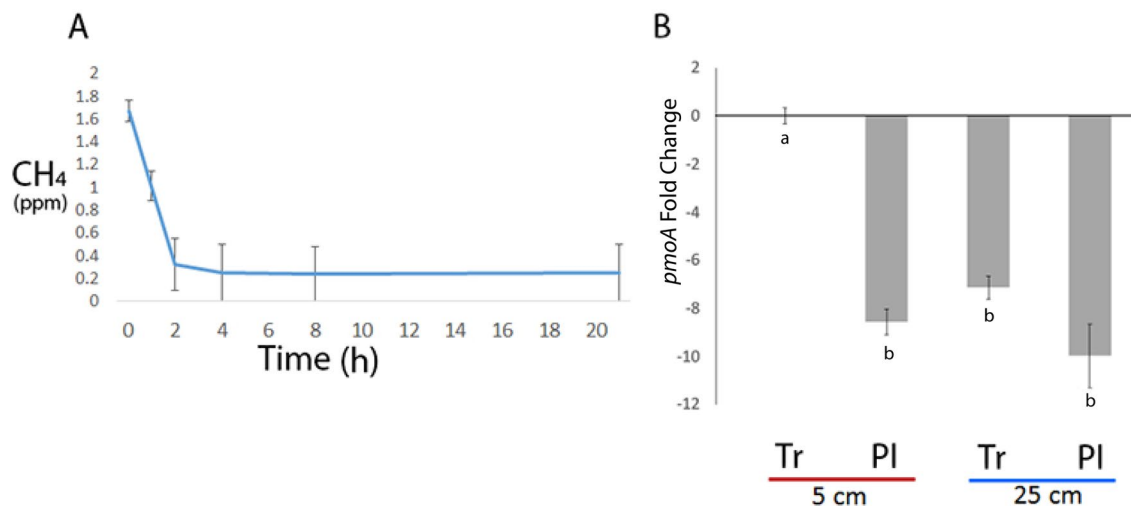 A
2
1.8
1.6
1.4
1.2
1
0.8
0.6
0.4
0.2
0
CH₄
(ppm)
0 2 4 6 8 10 12 14 16 18 20
Time (h)
B
2
0
-2
-4
-6
-8
-10
-12
pmoA Fold Change
a
b
b
b
Tr Pl Tr Pl
5 cm 25 cm